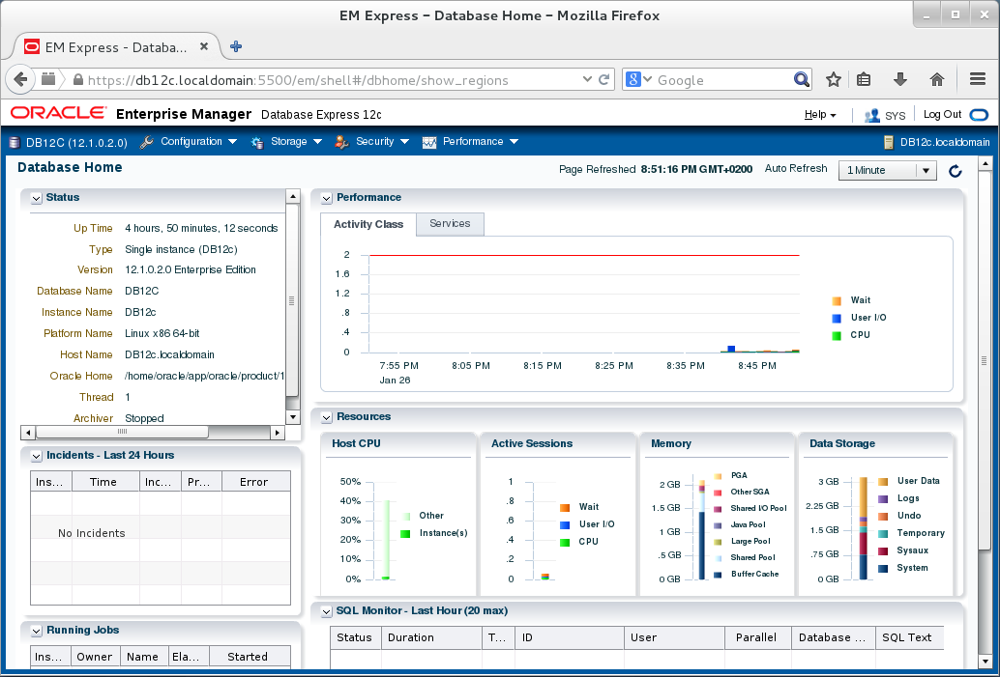 EM Express - Database Home - Mozilla Firefox
EM Express - Databa...
https://db12c.localdomain:5500/em/shell#/dbhome/show_regions
Google
ORACLE Enterprise Manager Database Express 12c
Help
SYS
Log Out
DB12C (12.1.0.2.0) Configuration Storage Security Performance DB12c.localdomain
Database Home
Page Refreshed 8:51:16 PM GMT+0200 Auto Refresh 1 Minute
Status
Up Time 4 hours, 50 minutes, 12 seconds
Type Single instance (DB12c)
Version 12.1.0.2.0 Enterprise Edition
Database Name DB12C
Instance Name DB12c
Platform Name Linux x86 64-bit
Host Name DB12c.localdomain
Oracle Home /home/oracle/app/oracle/product/1
Thread 1
Archiver Stopped
Incidents - Last 24 Hours
Ins... Time Inc... Pr... Error
No Incidents
Running Jobs
Ins... Owner Name Ela... Started
Performance
Activity Class Services
2
1.6
1.2
.8
.4
0
7:55 PM 8:05 PM 8:15 PM 8:25 PM 8:35 PM 8:45 PM
Jan 26
Wait
User I/O
CPU
Resources
Host CPU
50%
40%
30%
20%
10%
0%
Other
Instance(s)
Active Sessions
1
.8
.6
.4
.2
0
Wait
User I/O
CPU
Memory
2 GB
1.5 GB
1 GB
.5 GB
0 GB
PGA
Other SGA
Shared I/O Pool
Java Pool
Large Pool
Shared Pool
Buffer Cache
Data Storage
3 GB
2.25 GB
1.5 GB
.75 GB
0 GB
User Data
Logs
Undo
Temporary
Sysaux
System
SQL Monitor - Last Hour (20 max)
Status Duration T... ID User Parallel Database ... SQL Text